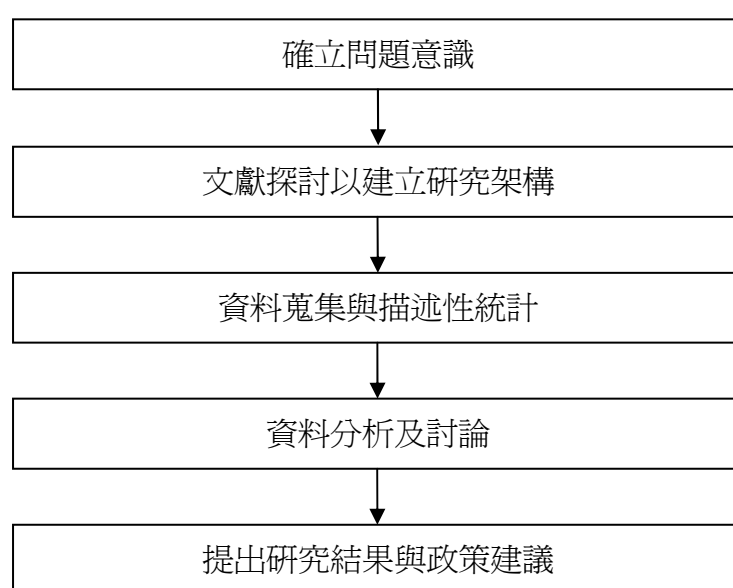 確立問題意識
文獻探討以建立研究架構
資料蒐集與描述性統計
資料分析及討論
提出研究結果與政策建議